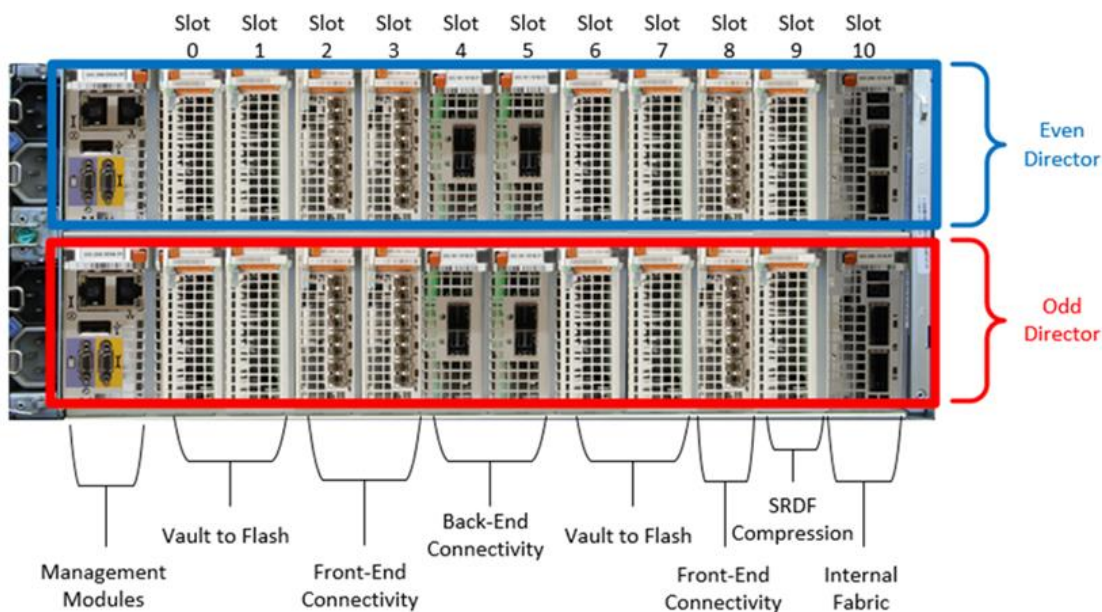 Slot Slot Slot Slot Slot Slot Slot Slot Slot Slot Slot
0 1 2 3 4 5 6 7 8 9 10
Even
Director
Odd
Director
Management
Modules
Vault to Flash
Front-End
Connectivity
Back-End
Connectivity
Vault to Flash
Front-End
Connectivity
SRDF
Compression
Internal
Fabric